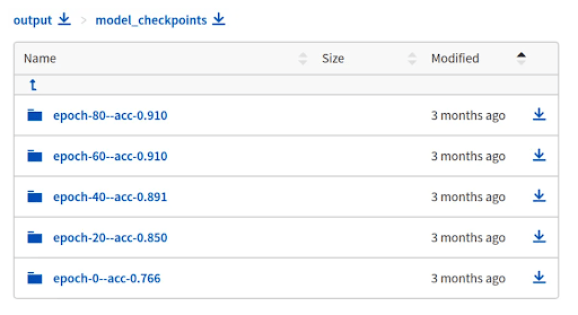 output > model_checkpoints
Name Size Modified
epoch-80--acc-0.910 3 months ago
epoch-60--acc-0.910 3 months ago
epoch-40--acc-0.891 3 months ago
epoch-20--acc-0.850 3 months ago
epoch-0--acc-0.766 3 months ago